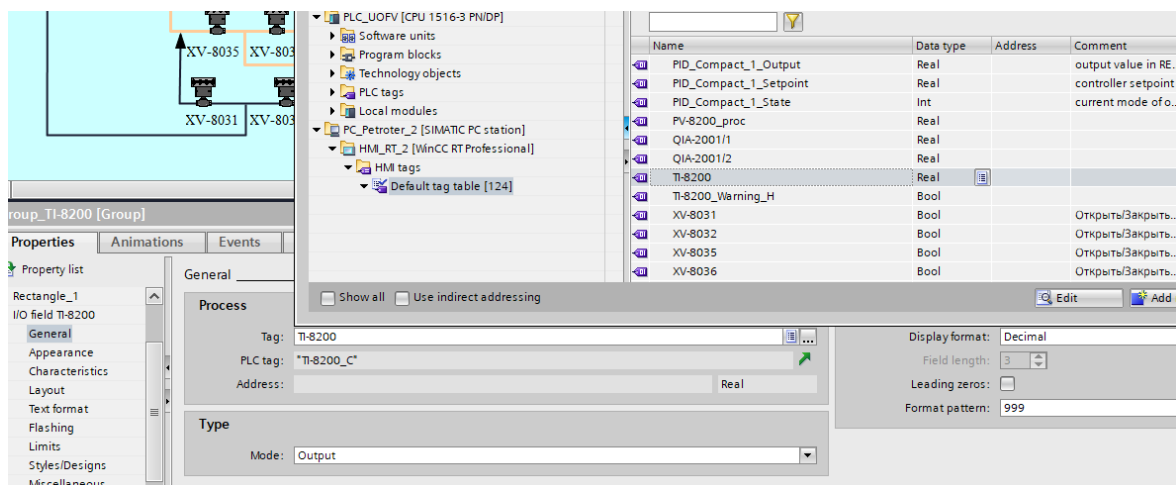 XV-8035 XV-803
XV-8031 XV-803
PLC_UOFV [CPU 1516-3 PN/DP]
Software units
Program blocks
Technology objects
PLC tags
Local modules
PC_Petroter_2 [SIMATIC PC station]
HMI_RT_2 [WinCC RT Professional]
HMI tags
Default tag table [124]
Name Data type Address Comment
PID_Compact_1_Output Real output value in RE..
PID_Compact_1_Setpoint Real controller setpoint
PID_Compact_1_State Int current mode of o..
PV-8200_proc Real
QIA-2001/1 Real
QIA-2001/2 Real
TI-8200 Real
TI-8200_Warning_H Bool
XV-8031 Bool Открыть/Закрыть..
XV-8032 Bool Открыть/Закрыть..
XV-8035 Bool Открыть/Закрыть..
XV-8036 Bool Открыть/Закрыть..
Show all Use indirect addressing Edit Add
roup_TI-8200 [Group]
Properties Animations Events
Property list
Rectangle_1
I/O field TI-8200
General
Appearance
Characteristics
Layout
Text format
Flashing
Limits
Styles/Designs
Miscellaneous
General
Process
Tag: TI-8200
PLC tag: "TI-8200_C"
Address: Real
Type
Mode: Output
Display format: Decimal
Field length: 3
Leading zeros:
Format pattern: 999